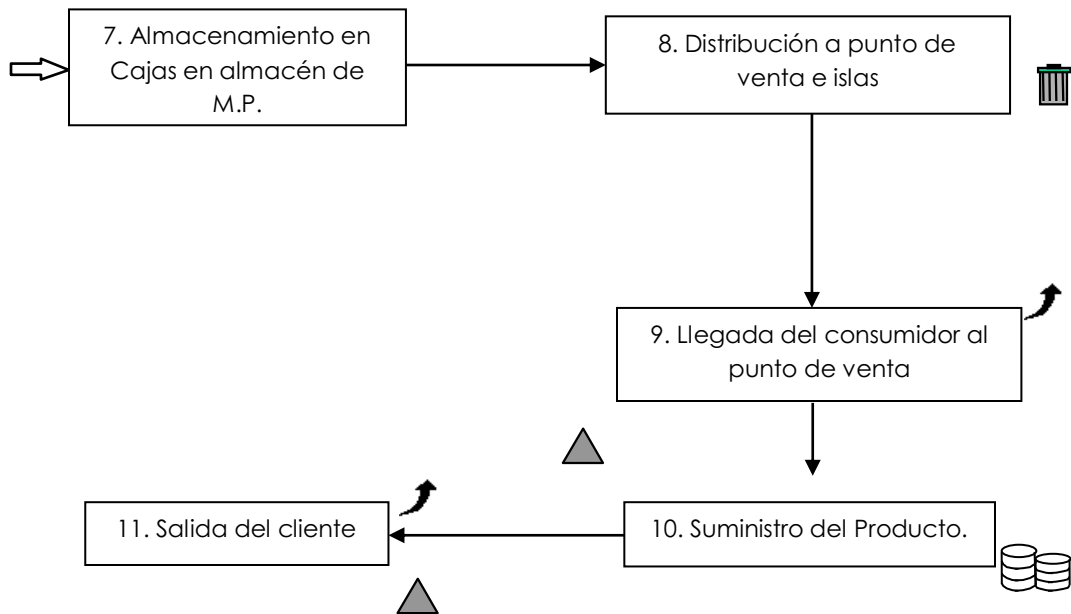 7. Almacenamiento en
Cajas en almacén de
M.P.
8. Distribución a punto de
venta e islas
9. Llegada del consumidor al
punto de venta
10. Suministro del Producto.
11. Salida del cliente